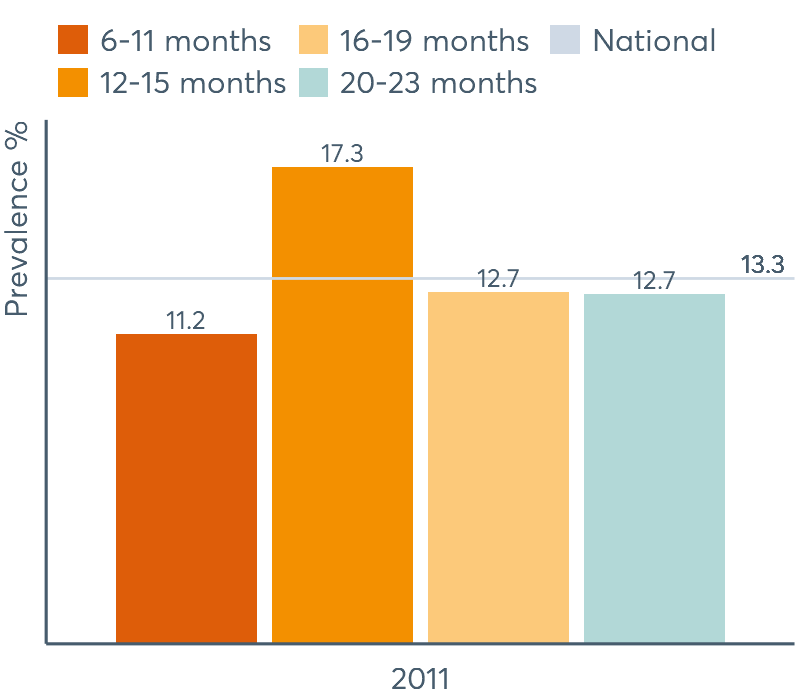 6-11 months
16-19 months
National
12-15 months
20-23 months
Prevalence %
17.3
13.3
12.7
12.7
11.2
2011